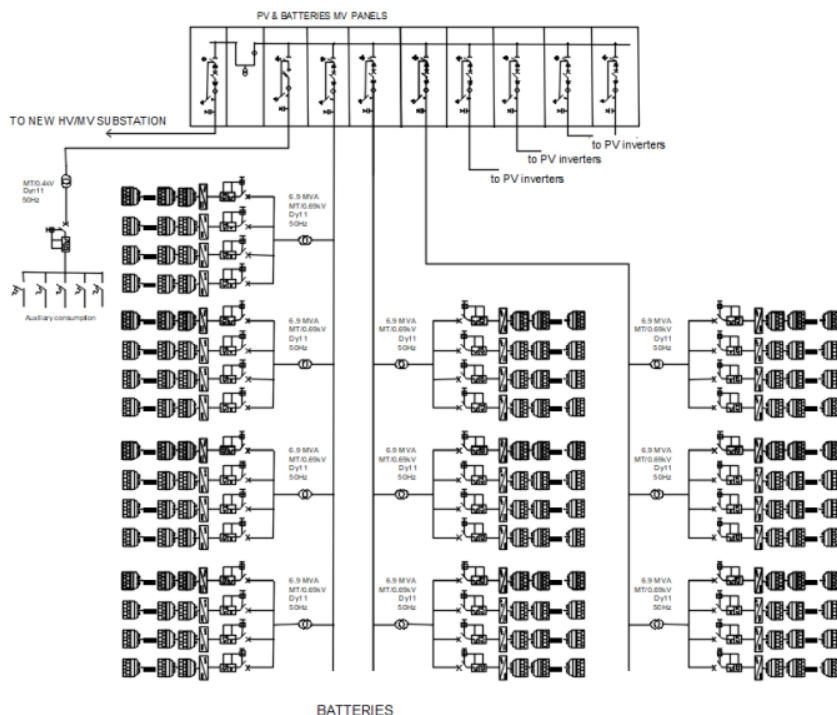 PV & BATTERIES MV PANELS
TO NEW HV/MV SUBSTATION
to PV inverters
to PV inverters
to PV inverters
MT/0.4kV
Dyn11
50Hz
Auxiliary consumption
6.9 MVA
MT/0.69kV
Dy11
50Hz
6.9 MVA
MT/0.69kV
Dy11
50Hz
6.9 MVA
MT/0.69kV
Dy11
50Hz
6.9 MVA
MT/0.69kV
Dy11
50Hz
6.9 MVA
MT/0.69kV
Dy11
50Hz
6.9 MVA
MT/0.69kV
Dy11
50Hz
6.9 MVA
MT/0.69kV
Dy11
50Hz
6.9 MVA
MT/0.69kV
Dy11
50Hz
6.9 MVA
MT/0.69kV
Dy11
50Hz
6.9 MVA
MT/0.69kV
Dy11
50Hz
BATTERIES